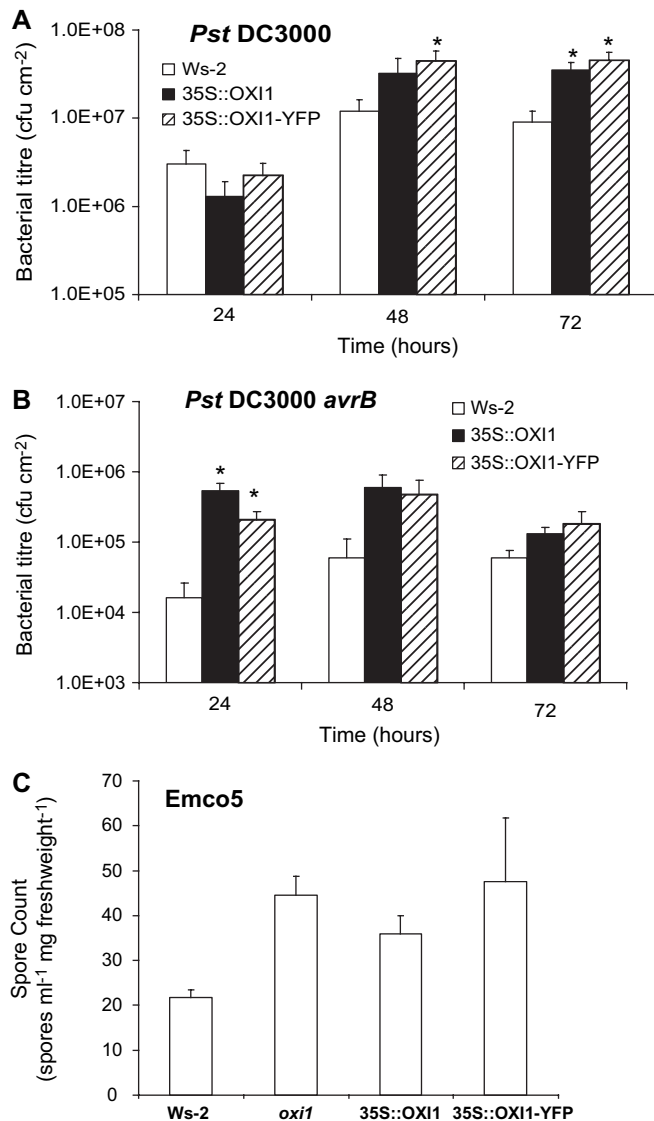 A
Pst DC3000
Ws-2
35S::OXI1
35S::OXI1-YFP
Bacterial titre (cfu cm-2)
1.0E+08
1.0E+07
1.0E+06
1.0E+05
*
*
*
24
48
72
Time (hours)
B
Pst DC3000 avrB
Ws-2
35S::OXI1
35S::OXI1-YFP
Bacterial titre (cfu cm-2)
1.0E+07
1.0E+06
1.0E+05
1.0E+04
1.0E+03
*
*
24
48
72
Time (hours)
C
Emco5
Spore Count
(spores ml-1 mg freshweight-1)
70
60
50
40
30
20
10
0
Ws-2
oxi1
35S::OXI1
35S::OXI1-YFP